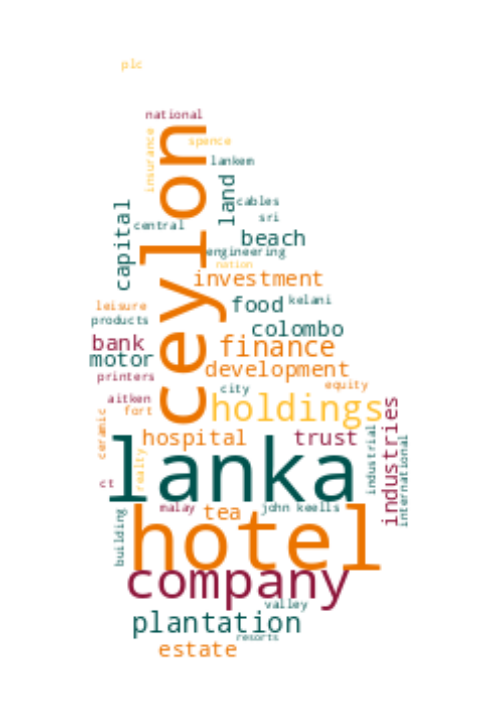 plc
national
insurance
spence
ceylon
lankem
land
cables
capital
sri
central
beach
engineering
nation
investment
leisure
food
kelani
products
colombo
bank
finance
motor
development
printers
city
equity
aitken
holdings
fort
ceramic
industries
hospital
trust
industrial
international
lanka
realty
ct
malay
tea
john keells
building
hotel
company
valley
plantation
resorts
estate